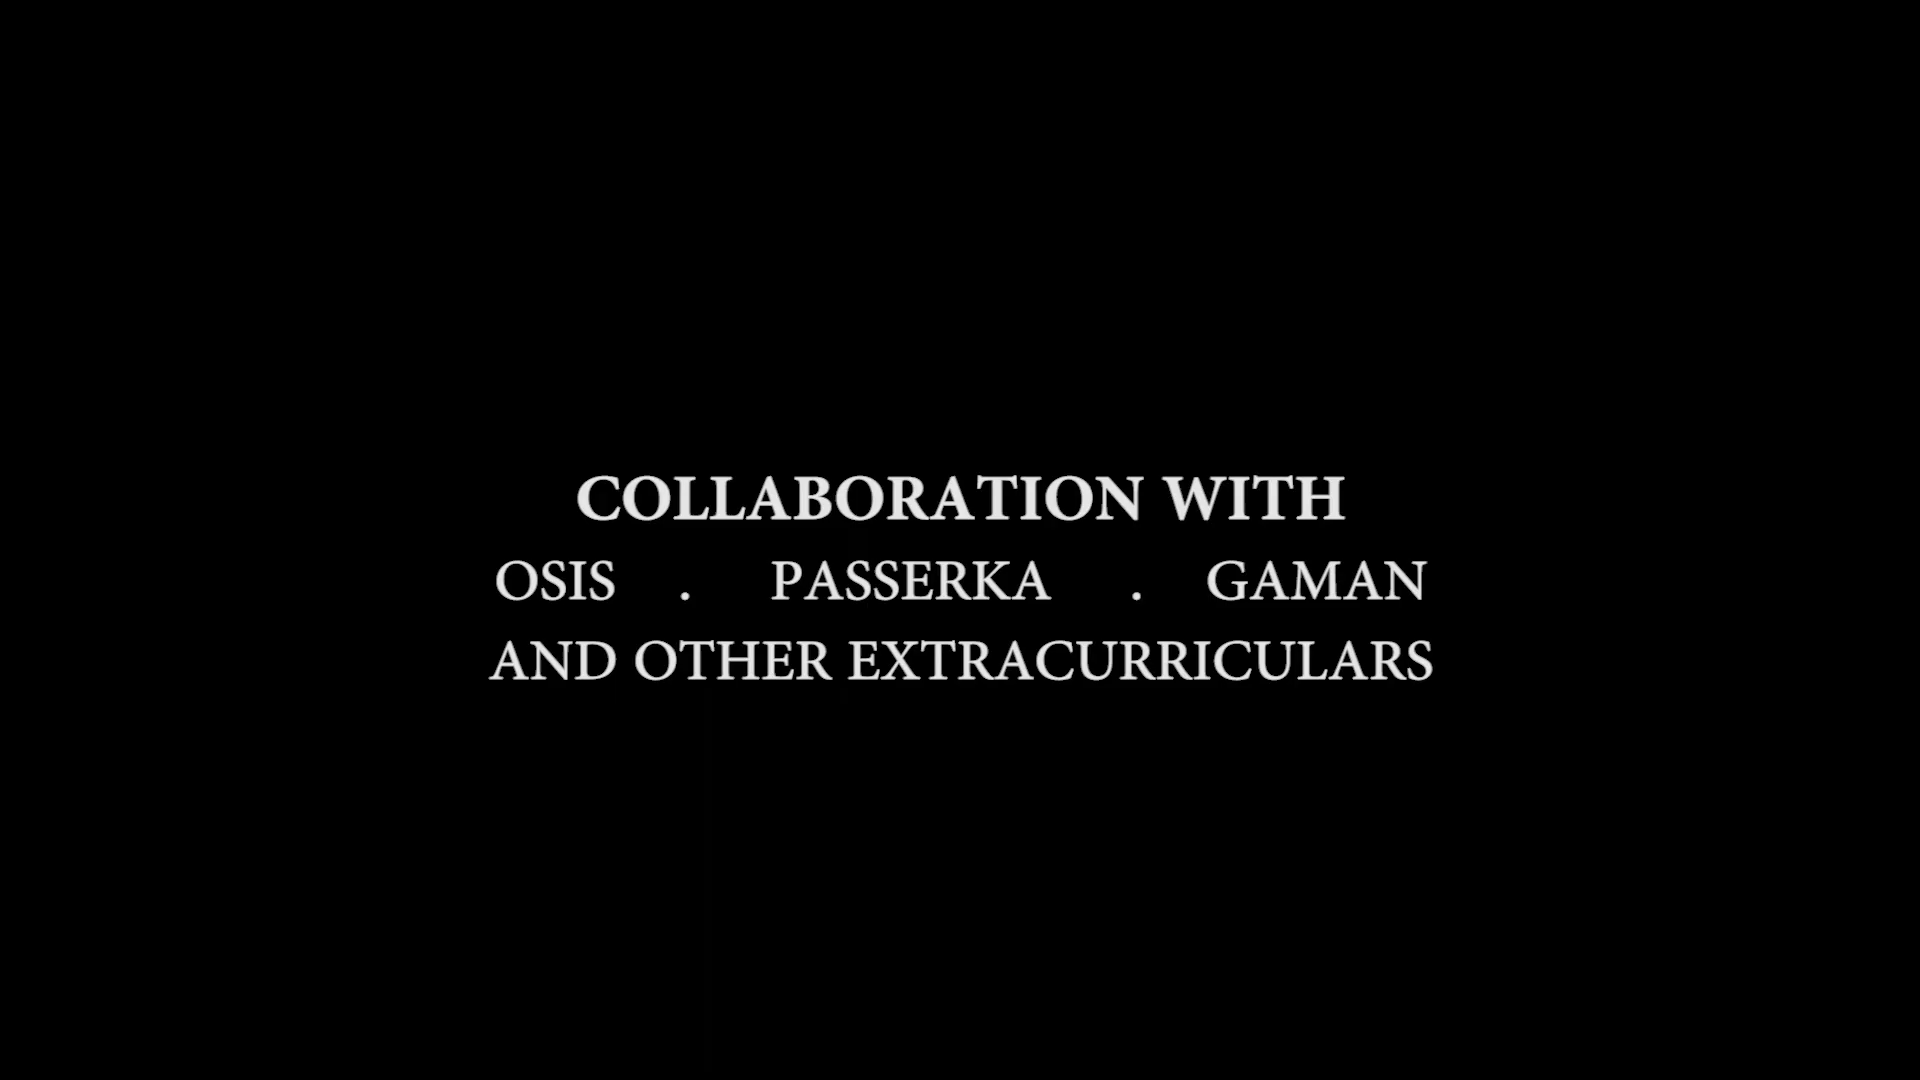 COLLABORATION WITH
OSIS . PASSERKA . GAMAN
AND OTHER EXTRACURRICULARS